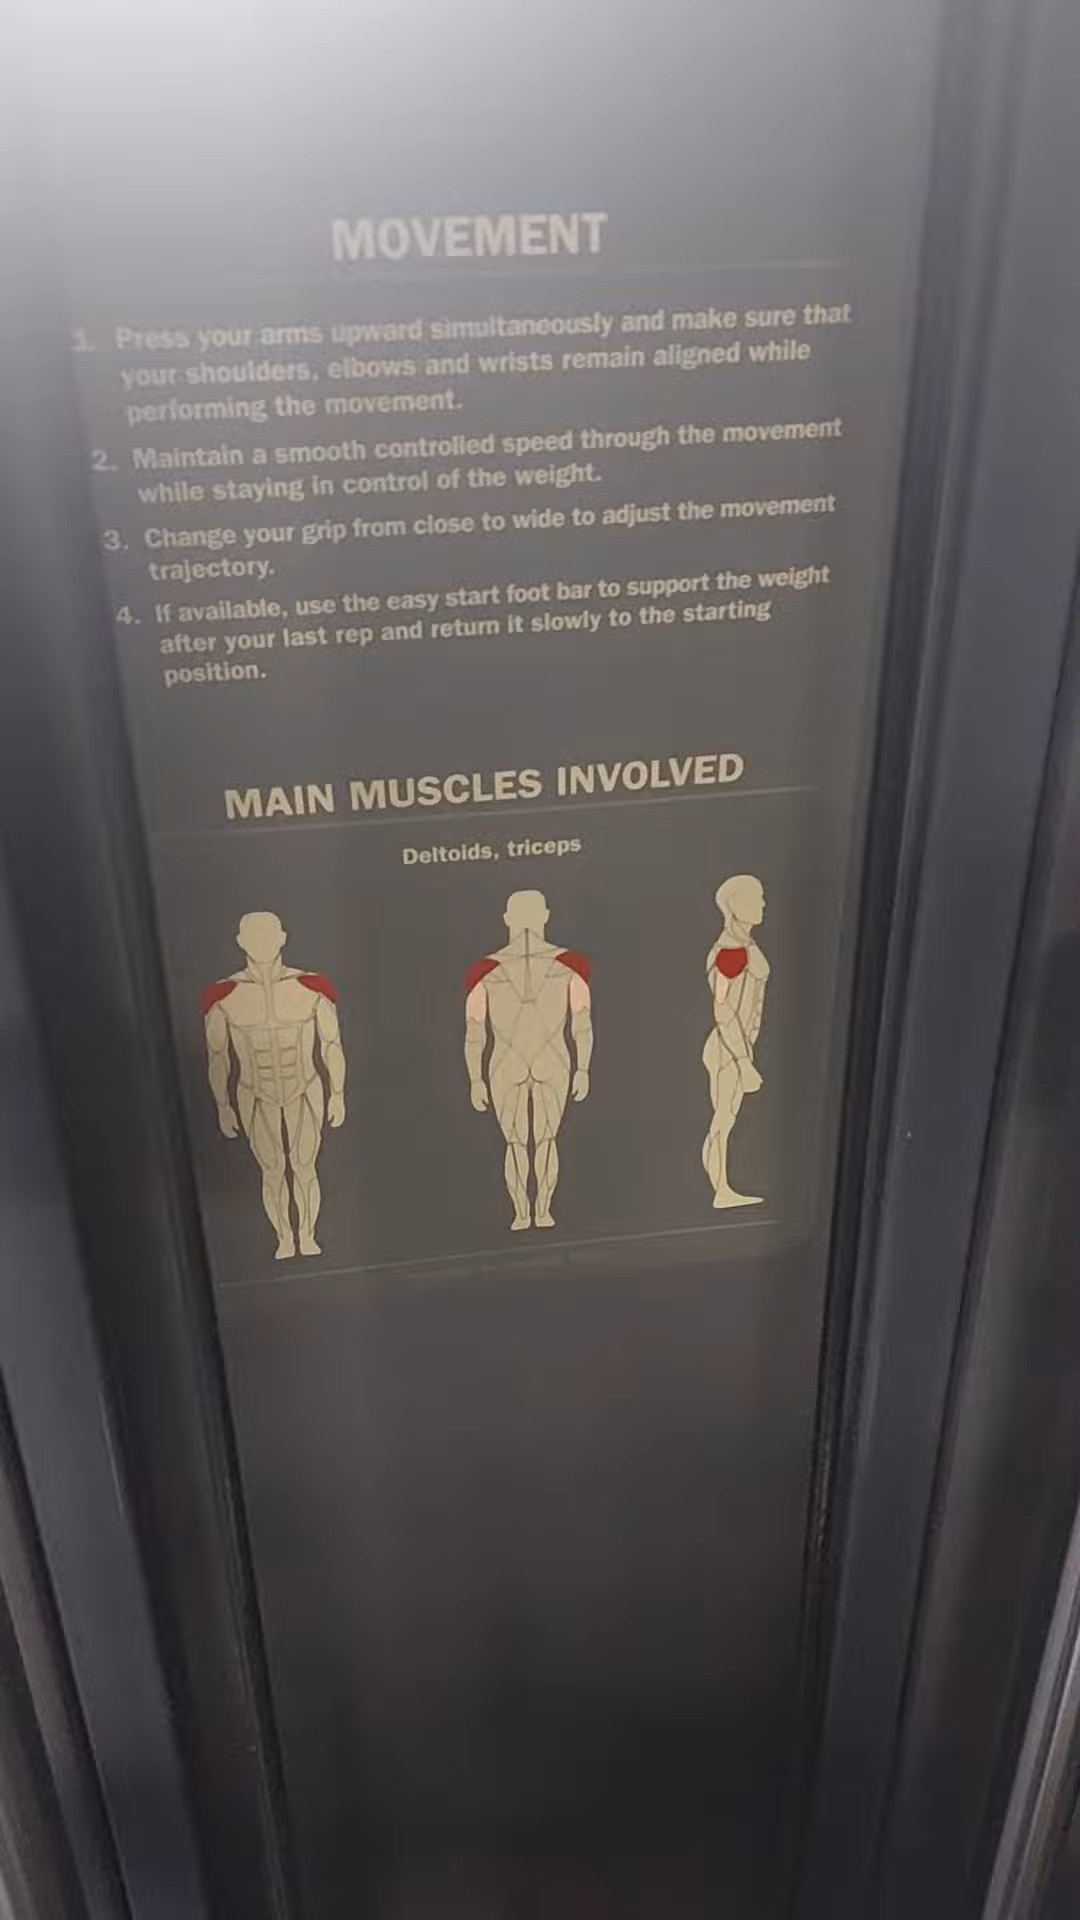 MOVEMENT
1. Press your arms upward simultaneously and make sure that
your shoulders, elbows and wrists remain aligned while
performing the movement.
2. Maintain a smooth controlled speed through the movement
while staying in control of the weight.
3. Change your grip from close to wide to adjust the movement
trajectory.
4. If available, use the easy start foot bar to support the weight
after your last rep and return it slowly to the starting
position.
MAIN MUSCLES INVOLVED
Deltoids, triceps